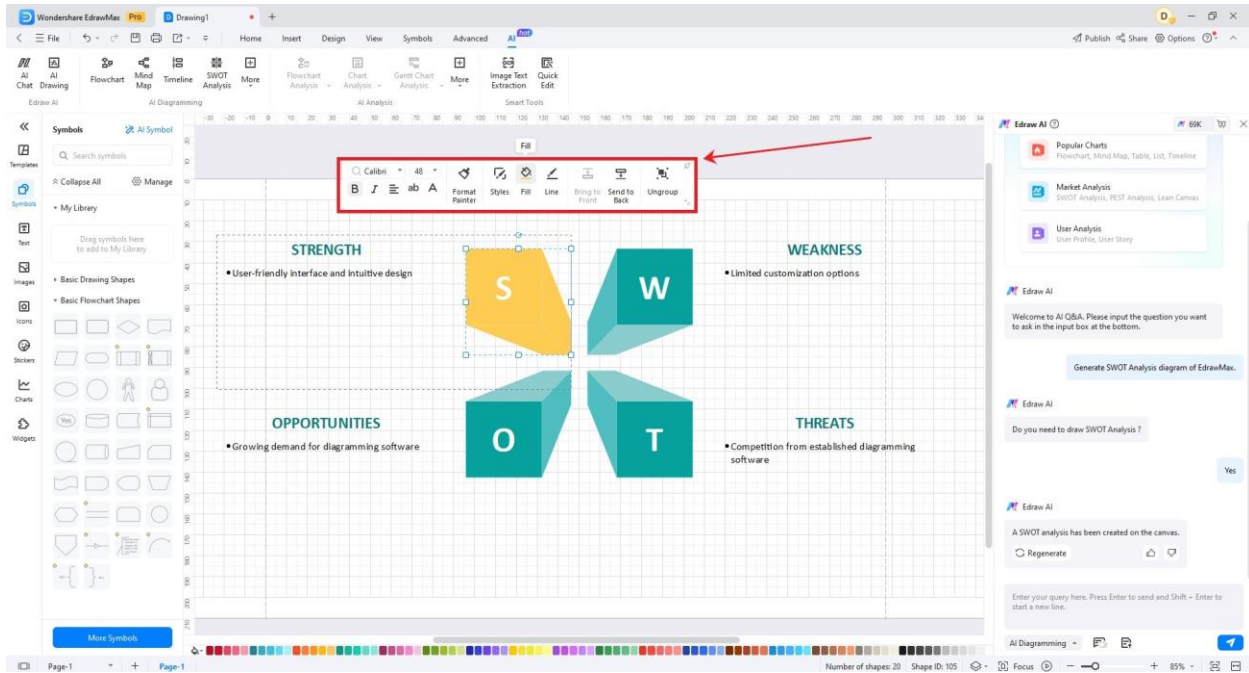 Wondershare EdrawMax Pro
Drawing1
File
Home Insert Design View Symbols Advanced AI hot
Publish Share Options
AI Chat
AI Drawing
Flowchart
Mind Map
Timeline
SWOT Analysis
More
Flowchart Analysis
Chart Analysis
Gantt Chart Analysis
More
Image Text Extraction
Quick Edit
Edraw AI
AI Diagramming
AI Analysis
Smart Tools
Templates
Symbols
Text
Images
Icons
Stickers
Charts
Widgets
Symbols
AI Symbol
Search symbols
Collapse All
Manage
My Library
Drag symbols here
to add to My Library
Basic Drawing Shapes
Basic Flowchart Shapes
Yes
More Symbols
Fill
Calibri 48
B I ab A
Format Painter
Styles
Fill
Line
Bring to Front
Send to Back
Ungroup
STRENGTH
•User-friendly interface and intuitive design
S
W
WEAKNESS
•Limited customization options
OPPORTUNITIES
•Growing demand for diagramming software
O
T
THREATS
•Competition from established diagramming
software
Edraw AI
69K
Popular Charts
Flowchart, Mind Map, Table, List, Timeline
Market Analysis
SWOT Analysis, PEST Analysis, Lean Canvas
User Analysis
User Profile, User Story
Edraw AI
Welcome to AI Q&A. Please input the question you want
to ask in the input box at the bottom.
Generate SWOT Analysis diagram of EdrawMax.
Edraw AI
Do you need to draw SWOT Analysis ?
Yes
Edraw AI
A SWOT analysis has been created on the canvas.
Regenerate
Enter your query here. Press Enter to send and Shift + Enter to
start a new line.
AI Diagramming
Page-1
Page-1
Number of shapes: 20
Shape ID: 105
Focus
85%